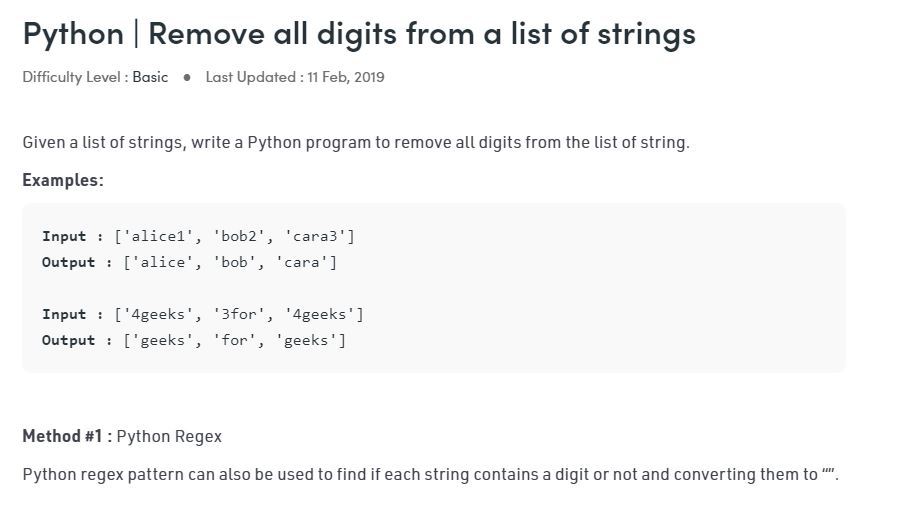 Python | Remove all digits from a list of strings
Difficulty Level : Basic ● Last Updated : 11 Feb, 2019
Given a list of strings, write a Python program to remove all digits from the list of string.
Examples:
Input : ['alice1', 'bob2', 'cara3']
Output : ['alice', 'bob', 'cara']
Input : ['4geeks', '3for', '4geeks']
Output : ['geeks', 'for', 'geeks']
Method #1 : Python Regex
Python regex pattern can also be used to find if each string contains a digit or not and converting them to “”.